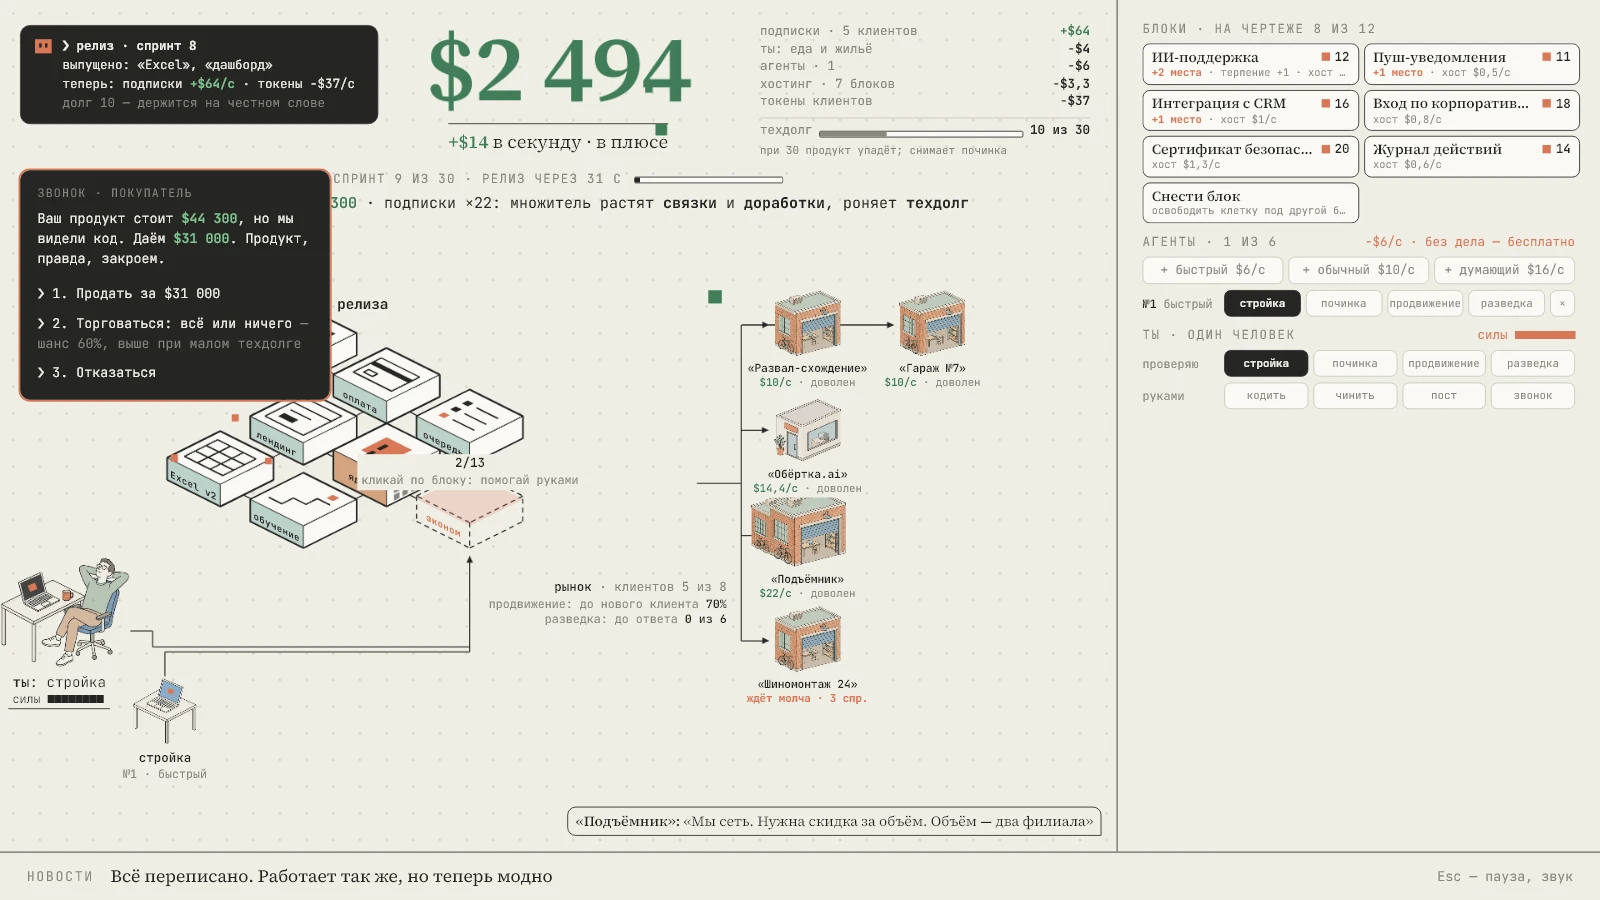 ❯ релиз · спринт 8
выпущено: «Excel», «дашборд»
теперь: подписки +$64/с · токены -$37/с
долг 10 — держится на честном слове
$2 494
+$14 в секунду · в плюсе
подписки · 5 клиентов +$64
ты: еда и жильё -$4
агенты · 1 -$6
хостинг · 7 блоков -$3,3
токены клиентов -$37
техдолг 10 из 30
при 30 продукт упадёт; снимает починка
СПРИНТ 9 ИЗ 30 · РЕЛИЗ ЧЕРЕЗ 31 С
300 · подписки ×22: множитель растят связки и доработки, роняет техдолг
ЗВОНОК · ПОКУПАТЕЛЬ
Ваш продукт стоит $44 300, но мы
видели код. Даём $31 000. Продукт,
правда, закроем.
❯ 1. Продать за $31 000
❯ 2. Торговаться: всё или ничего —
шанс 60%, выше при малом техдолге
❯ 3. Отказаться
релиза
оплата
лендинг
очередь
Excel v2
обучение
эконом
2/13
кликай по блоку: помогай руками
«Развал-схождение»
$10/с · доволен
«Гараж №7»
$10/с · доволен
«Обёртка.ai»
$14,4/с · доволен
«Подъёмник»
$22/с · доволен
«Шиномонтаж 24»
ждёт молча · 3 спр.
рынок · клиентов 5 из 8
продвижение: до нового клиента 70%
разведка: до ответа 0 из 6
ты: стройка
силы
стройка
№1 · быстрый
«Подъёмник»: «Мы сеть. Нужна скидка за объём. Объём — два филиала»
БЛОКИ · НА ЧЕРТЕЖЕ 8 ИЗ 12
ИИ-поддержка 12
+2 места · терпение +1 · хост …
Пуш-уведомления 11
+1 место · хост $0,5/с
Интеграция с CRM 16
+1 место · хост $1/с
Вход по корпоратив… 18
хост $0,8/с
Сертификат безопас… 20
хост $1,3/с
Журнал действий 14
хост $0,6/с
Снести блок
освободить клетку под другой б…
АГЕНТЫ · 1 ИЗ 6 -$6/с · без дела — бесплатно
+ быстрый $6/с + обычный $10/с + думающий $16/с
№1 быстрый стройка починка продвижение разведка ×
ТЫ · ОДИН ЧЕЛОВЕК силы
проверяю стройка починка продвижение разведка
руками кодить чинить пост звонок
НОВОСТИ Всё переписано. Работает так же, но теперь модно
Esc — пауза, звук